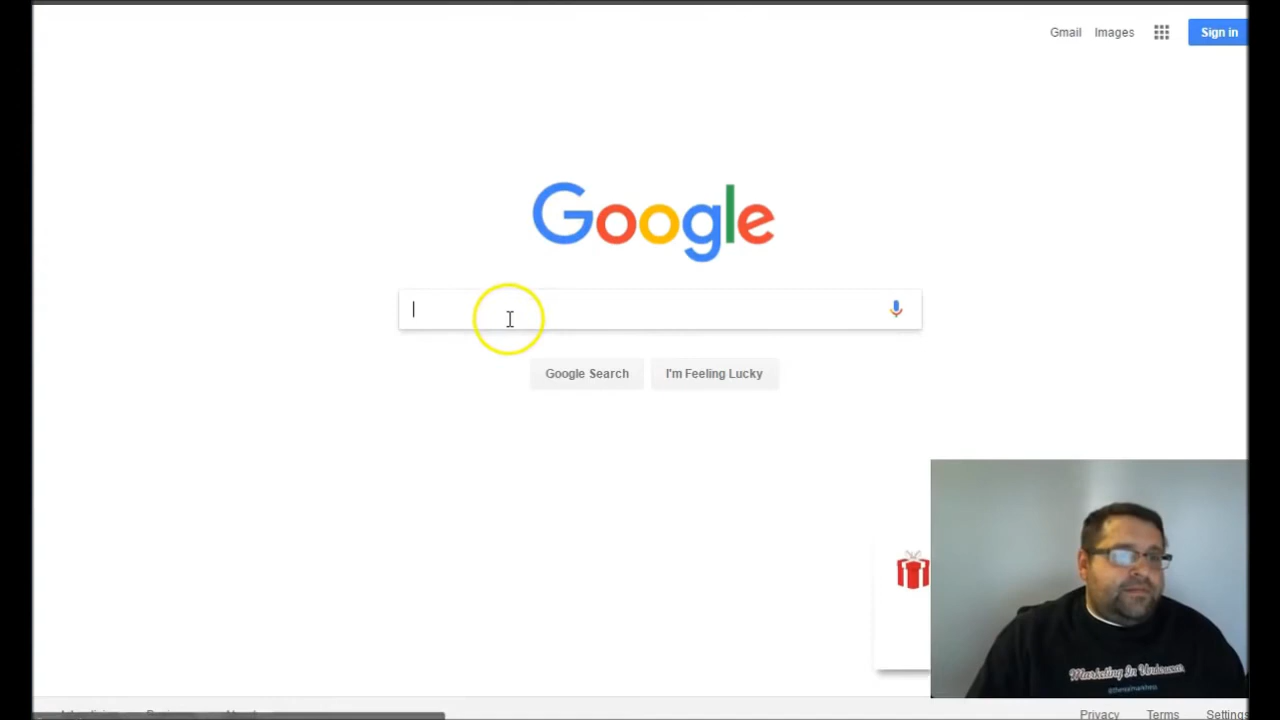 Gmail Images Sign in
Google
Google Search I'm Feeling Lucky
Marketing In Underwear
Privacy Terms Settings